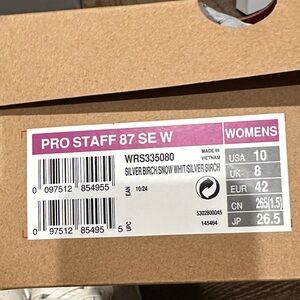 PRO STAFF 87 SE W
WOMENS
WRS335080
MADE IN
VIETNAM
SILVER BIRCH/SNOW WHIT/SILVER BIRCH
0 097512 854955
EAN
10/24
0 97512 85495 5
UPC
5302800045
145464
USA 10
UK 8
EUR 42
CN 265(1.5)
JP 26.5